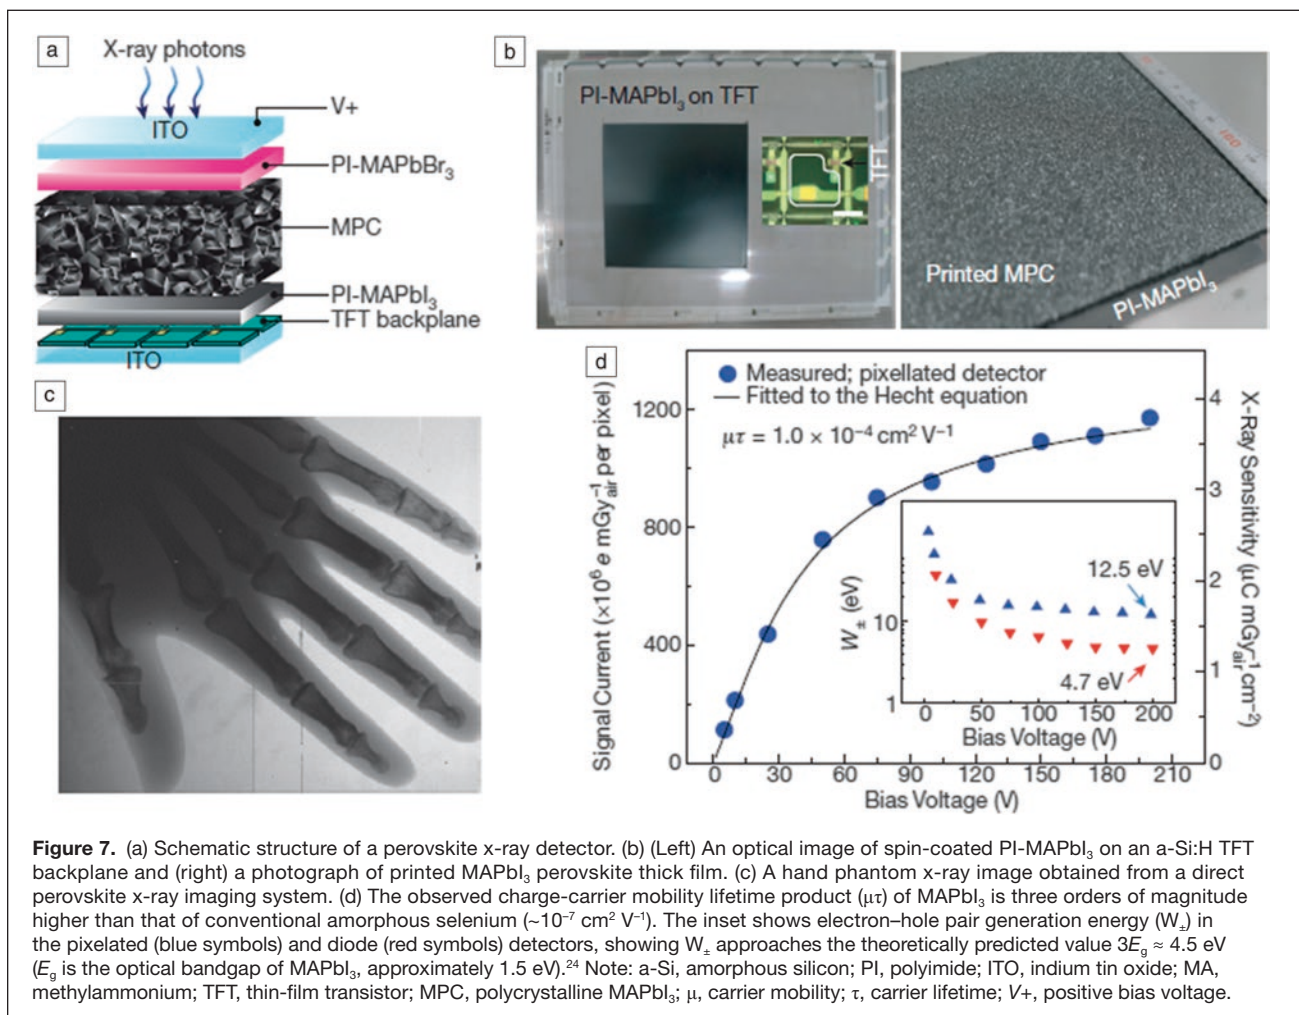 a
X-ray photons
ITO
V+
PI-MAPbBr₃
MPC
PI-MAPbI₃
TFT backplane
ITO
b
PI-MAPbI₃ on TFT
TFT
Printed MPC
PI-MAPbI₃
100
c
d
Signal Current (×10⁶ e mGy⁻¹air per pixel)
1200
800
400
0
Measured; pixellated detector
Fitted to the Hecht equation
μτ = 1.0 × 10⁻⁴ cm² V⁻¹
W± (eV)
10
1
12.5 eV
4.7 eV
0 50 100 150 200
Bias Voltage (V)
4
3
2
1
0
X-Ray Sensitivity (μC mGy⁻¹air cm⁻²)
0 30 60 90 120 150 180 210
Bias Voltage (V)
Figure 7. (a) Schematic structure of a perovskite x-ray detector. (b) (Left) An optical image of spin-coated PI-MAPbI₃ on an a-Si:H TFT
backplane and (right) a photograph of printed MAPbI₃ perovskite thick film. (c) A hand phantom x-ray image obtained from a direct
perovskite x-ray imaging system. (d) The observed charge-carrier mobility lifetime product (μτ) of MAPbI₃ is three orders of magnitude
higher than that of conventional amorphous selenium (~10⁻⁷ cm² V⁻¹). The inset shows electron–hole pair generation energy (W±) in
the pixelated (blue symbols) and diode (red symbols) detectors, showing W± approaches the theoretically predicted value 3Eg ≈ 4.5 eV
(Eg is the optical bandgap of MAPbI₃, approximately 1.5 eV).²⁴ Note: a-Si, amorphous silicon; PI, polyimide; ITO, indium tin oxide; MA,
methylammonium; TFT, thin-film transistor; MPC, polycrystalline MAPbI₃; μ, carrier mobility; τ, carrier lifetime; V+, positive bias voltage.